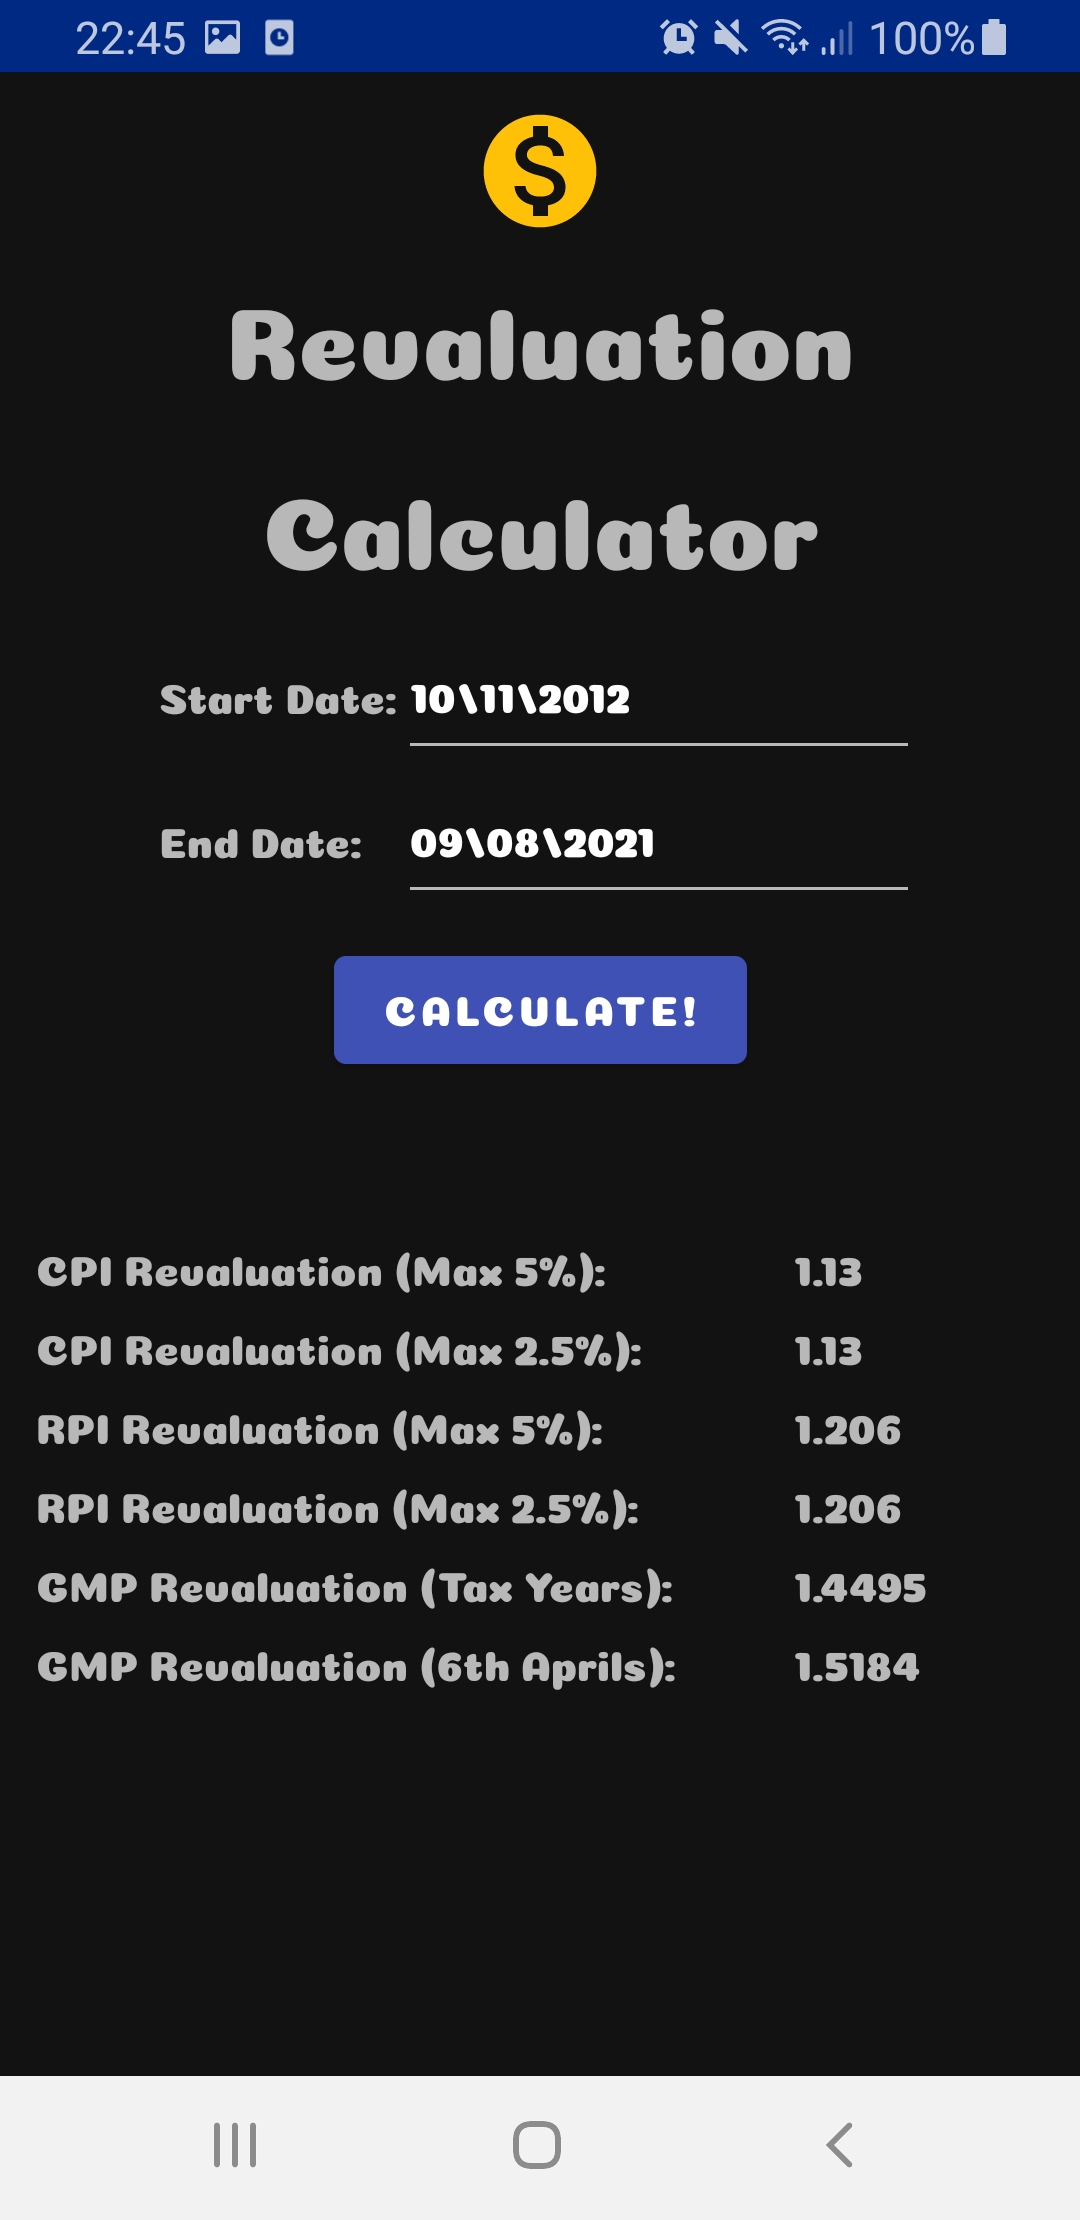 22:45 100%
$
Revaluation
Calculator
Start Date: 10\11\2012
End Date: 09\08\2021
CALCULATE!
CPI Revaluation (Max 5%): 1.13
CPI Revaluation (Max 2.5%): 1.13
RPI Revaluation (Max 5%): 1.206
RPI Revaluation (Max 2.5%): 1.206
GMP Revaluation (Tax Years): 1.4495
GMP Revaluation (6th Aprils): 1.5184